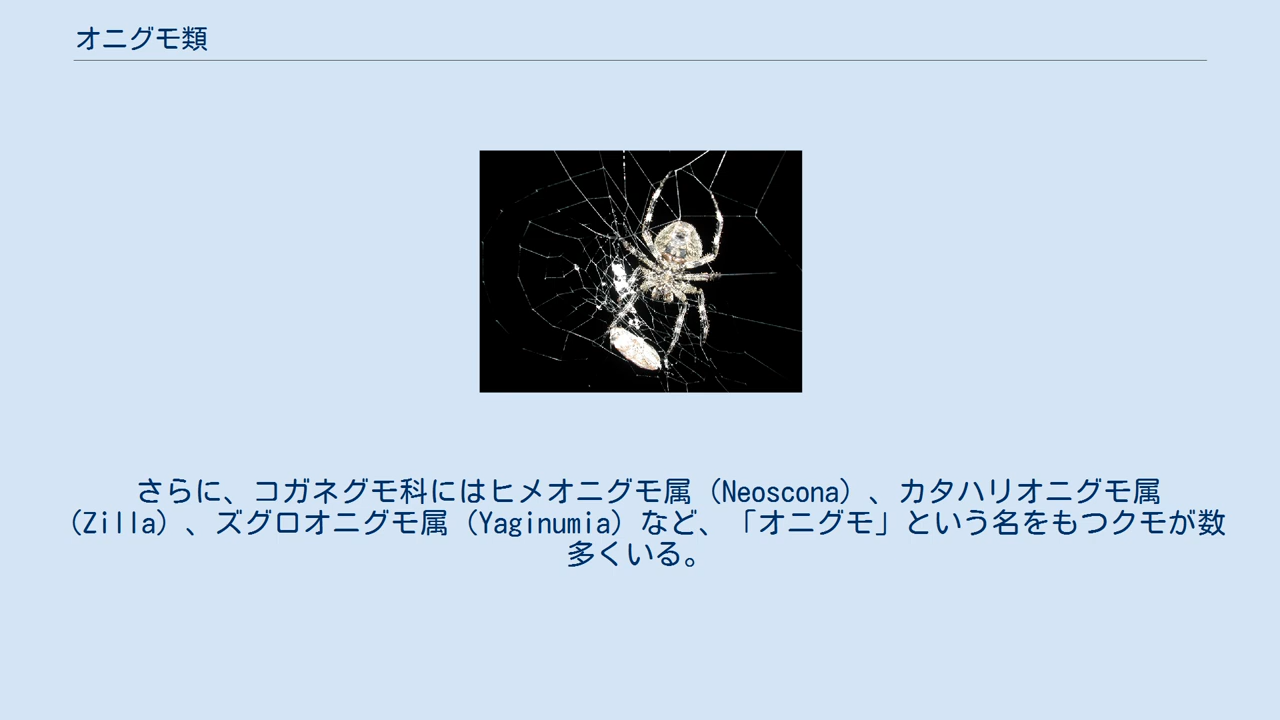 オニグモ類
さらに、コガネグモ科にはヒメオニグモ属（Neoscona）、カタハリオニグモ属
（Zilla）、ズグロオニグモ属（Yaginumia）など、「オニグモ」という名をもつクモが数
多くいる。